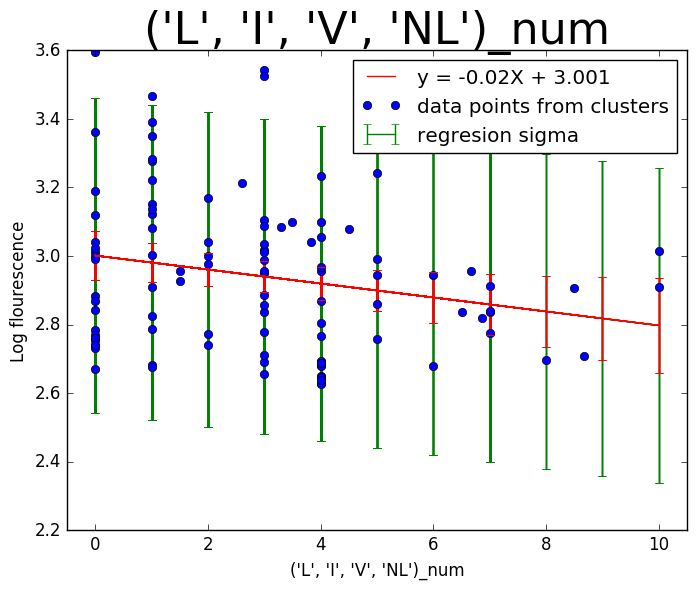 ('L', 'I', 'V', 'NL')_num
y = -0.02X + 3.001
data points from clusters
regresion sigma
3.6
3.4
3.2
3.0
2.8
2.6
2.4
2.2
Log flourescence
0 2 4 6 8 10
('L', 'I', 'V', 'NL')_num